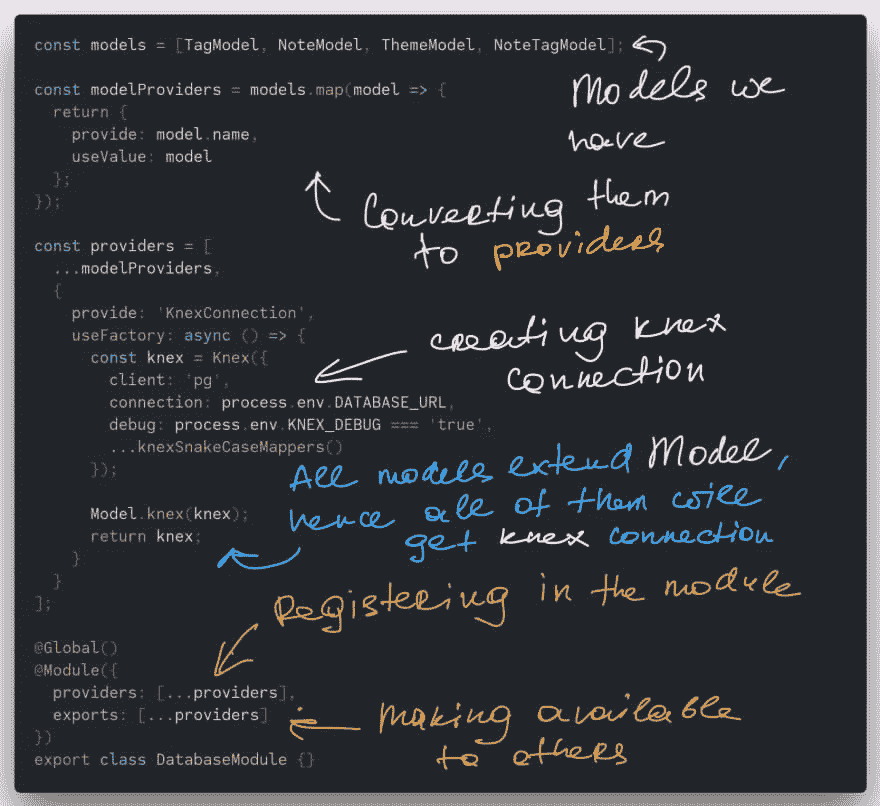 const models = [TagModel, NoteModel, ThemeModel, NoteTagModel];
Models we
have
const modelProviders = models.map(model => {
return {
provide: model.name,
useValue: model
};
});
Converting them
to providers
const providers = [
...modelProviders,
{
provide: 'KnexConnection',
useFactory: async () => {
const knex = Knex({
client: 'pg',
connection: process.env.DATABASE_URL,
debug: process.env.KNEX_DEBUG === 'true',
...knexSnakeCaseMappers()
});
creating knex
connection
Model.knex(knex);
return knex;
}
}
];
All models extend Model,
hence all of them will
get knex connection
@Global()
@Module({
providers: [...providers],
exports: [...providers]
})
export class DatabaseModule {}
Registering in the module
making available
to others